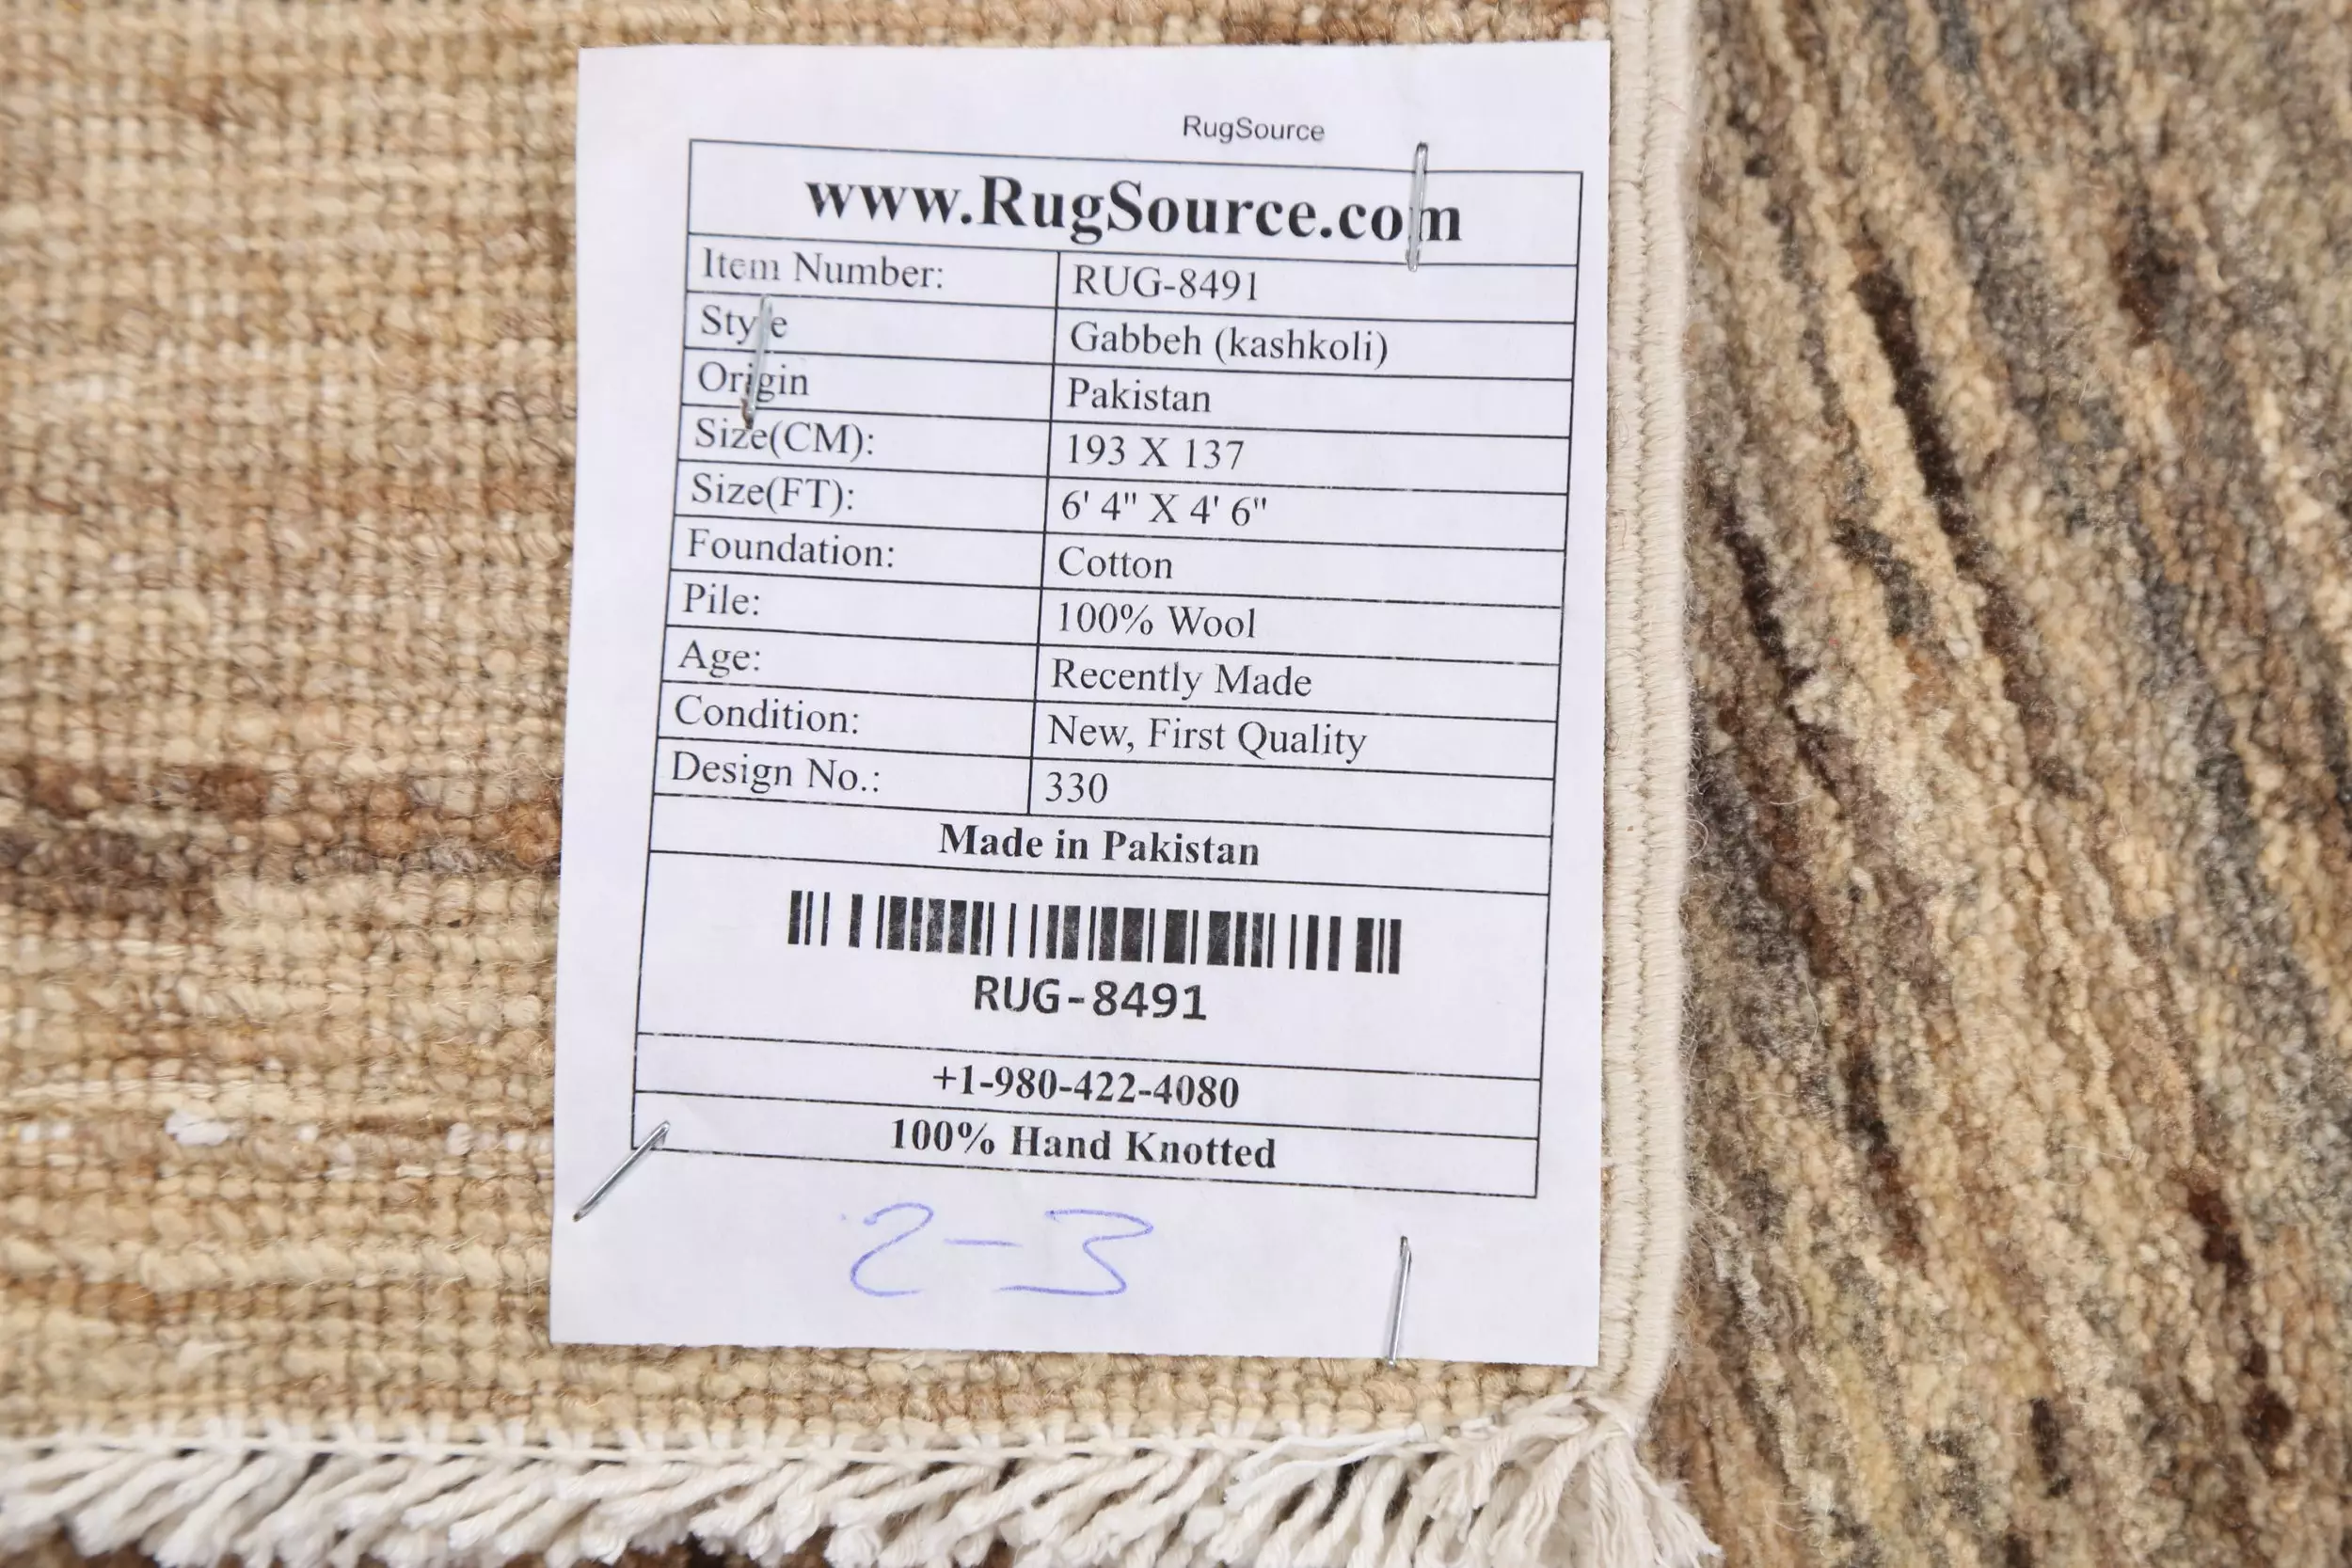 RugSource
www.RugSource.com
Item Number: RUG-8491
Style Gabbeh (kashkoli)
Origin Pakistan
Size(CM): 193 X 137
Size(FT): 6' 4" X 4' 6"
Foundation: Cotton
Pile: 100% Wool
Age: Recently Made
Condition: New, First Quality
Design No.: 330
Made in Pakistan
RUG-8491
+1-980-422-4080
100% Hand Knotted
2-3